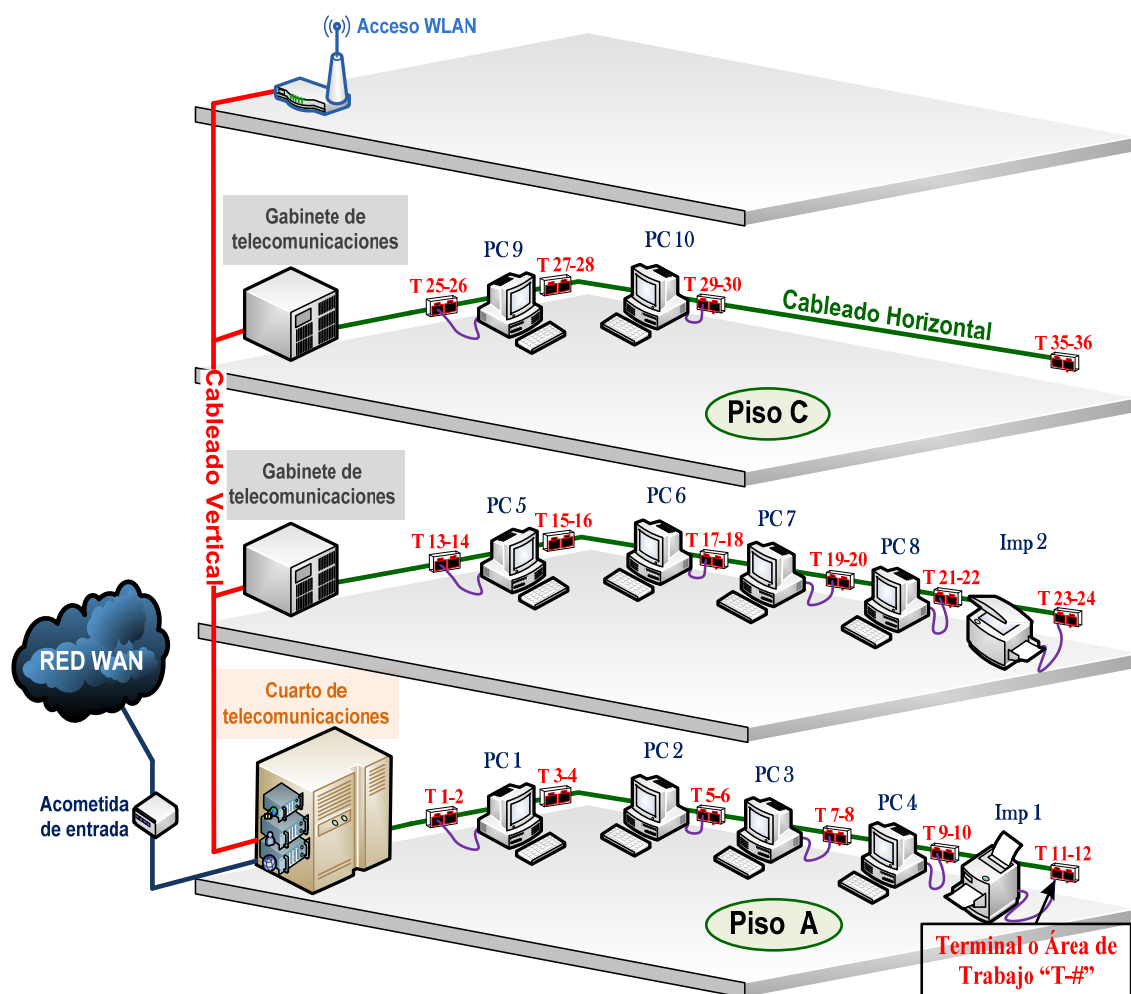 Acceso WLAN
Gabinete de
telecomunicaciones
PC 9
T 27-28
PC 10
T 25-26
T 29-30
Cableado Horizontal
T 35-36
Piso C
Cableado Vertical
Gabinete de
telecomunicaciones
PC 5
T 15-16
PC 6
PC 7
T 13-14
T 17-18
T 19-20
PC 8
T 21-22
Imp 2
T 23-24
RED WAN
Cuarto de
telecomunicaciones
Acometida
de entrada
PC 1
T 3-4
PC 2
PC 3
T 1-2
T 5-6
T 7-8
PC 4
T 9-10
Imp 1
T 11-12
Piso A
Terminal o Área de
Trabajo “T-#”